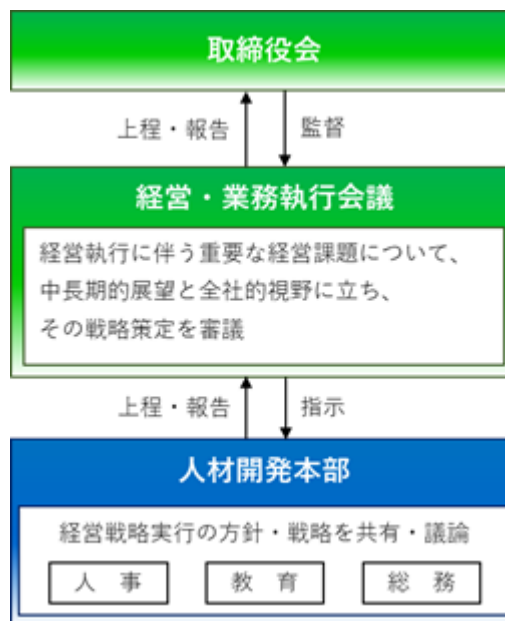 取締役会
上程・報告
監督
経営・業務執行会議
経営執行に伴う重要な経営課題について、
中長期的展望と全社的視野に立ち、
その戦略策定を審議
上程・報告
指示
人材開発本部
経営戦略実行の方針・戦略を共有・議論
人　事
教　育
総　務